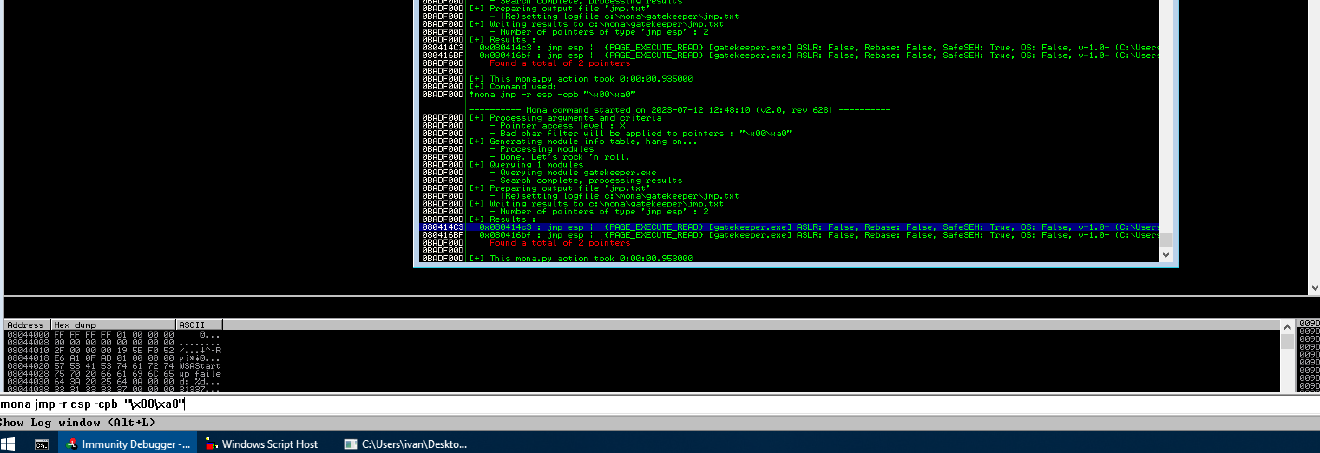 0BADF00D     - Search complete, processing results
0BADF00D [+] Preparing output file 'jmp.txt'
0BADF00D     - (Re)setting logfile c:\mona\gatekeeper\jmp.txt
0BADF00D [+] Writing results to c:\mona\gatekeeper\jmp.txt
0BADF00D     - Number of pointers of type 'jmp esp' : 2
0BADF00D [+] Results :
080414C3   0x080414c3 : jmp esp |  {PAGE_EXECUTE_READ} [gatekeeper.exe] ASLR: False, Rebase: False, SafeSEH: True, OS: False, v-1.0- (C:\Users
080416BF   0x080416bf : jmp esp |  {PAGE_EXECUTE_READ} [gatekeeper.exe] ASLR: False, Rebase: False, SafeSEH: True, OS: False, v-1.0- (C:\Users
0BADF00D     Found a total of 2 pointers
0BADF00D
0BADF00D [+] This mona.py action took 0:00:00.985000
0BADF00D [+] Command used:
0BADF00D !mona jmp -r esp -cpb "\x00\xa0"
---------- Mona command started on 2023-07-12 12:48:10 (v2.0, rev 628) ----------
0BADF00D [+] Processing arguments and criteria
0BADF00D     - Pointer access level : X
0BADF00D     - Bad char filter will be applied to pointers : "\x00\xa0"
0BADF00D [+] Generating module info table, hang on...
0BADF00D     - Processing modules
0BADF00D     - Done. Let's rock 'n roll.
0BADF00D [+] Querying 1 modules
0BADF00D     - Querying module gatekeeper.exe
0BADF00D     - Search complete, processing results
0BADF00D [+] Preparing output file 'jmp.txt'
0BADF00D     - (Re)setting logfile c:\mona\gatekeeper\jmp.txt
0BADF00D [+] Writing results to c:\mona\gatekeeper\jmp.txt
0BADF00D     - Number of pointers of type 'jmp esp' : 2
0BADF00D [+] Results :
080414C3   0x080414c3 : jmp esp |  {PAGE_EXECUTE_READ} [gatekeeper.exe] ASLR: False, Rebase: False, SafeSEH: True, OS: False, v-1.0- (C:\Users
080416BF   0x080416bf : jmp esp |  {PAGE_EXECUTE_READ} [gatekeeper.exe] ASLR: False, Rebase: False, SafeSEH: True, OS: False, v-1.0- (C:\Users
0BADF00D     Found a total of 2 pointers
0BADF00D
0BADF00D [+] This mona.py action took 0:00:00.953000
Address Hex dump ASCII
08044000 FF FF FF FF 01 00 00 00
08044008 00 00 00 00 00 00 00 00 ........
08044010 2F 00 00 00 19 5E F0 52
08044018 E6 A1 0F AD 01 00 00 00
08044020 57 53 41 53 74 61 72 74 WSAStart
08044028 75 70 20 66 61 69 6C 65 up faile
08044030 64 3A 20 25 64 0A 00 00 d: %d...
08044038 33 31 33 33 37 00 00 00 31337...
mona jmp -r esp -cpb "\x00\xa0"
Show Log window (Alt+L)
Immunity Debugger -... Windows Script Host C:\Users\ivan\Deskto...